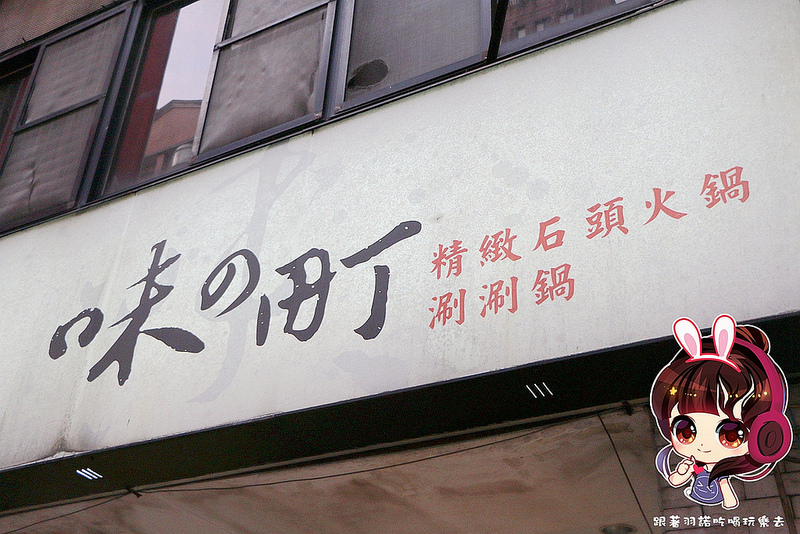 味の町
精緻石頭火鍋
涮涮鍋
跟著羽諾吃喝玩樂去